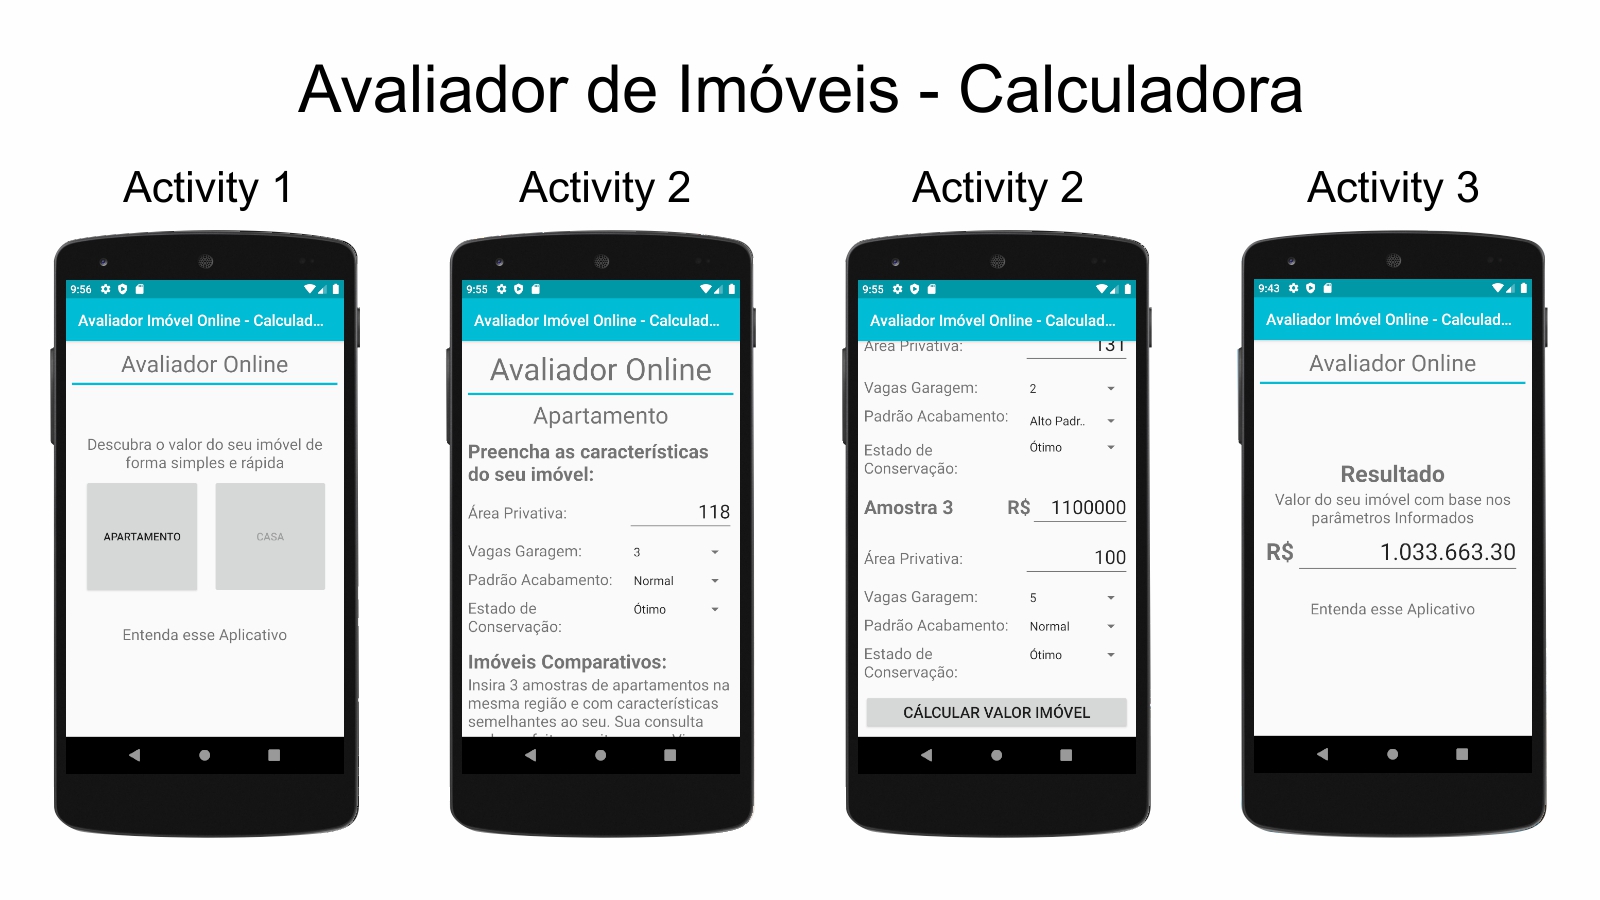 Avaliador de Imóveis - Calculadora
Activity 1
9:56
Avaliador Imóvel Online - Calculad...
Avaliador Online
Descubra o valor do seu imóvel de
forma simples e rápida
APARTAMENTO
CASA
Entenda esse Aplicativo
Activity 2
9:55
Avaliador Imóvel Online - Calculad...
Avaliador Online
Apartamento
Preencha as características
do seu imóvel:
Área Privativa: 118
Vagas Garagem: 3
Padrão Acabamento: Normal
Estado de Ótimo
Conservação:
Imóveis Comparativos:
Insira 3 amostras de apartamentos na
mesma região e com características
semelhantes ao seu. Sua consulta
Activity 2
9:55
Avaliador Imóvel Online - Calculad...
Área Privativa: 131
Vagas Garagem: 2
Padrão Acabamento: Alto Padr..
Estado de Ótimo
Conservação:
Amostra 3 R$ 1100000
Área Privativa: 100
Vagas Garagem: 5
Padrão Acabamento: Normal
Estado de Ótimo
Conservação:
CÁLCULAR VALOR IMÓVEL
Activity 3
9:43
Avaliador Imóvel Online - Calculad...
Avaliador Online
Resultado
Valor do seu imóvel com base nos
parâmetros Informados
R$ 1.033.663.30
Entenda esse Aplicativo